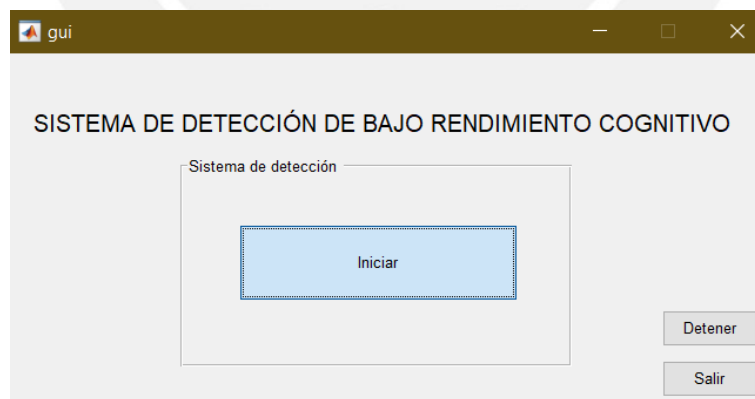 gui
SISTEMA DE DETECCIÓN DE BAJO RENDIMIENTO COGNITIVO
Sistema de detección
Iniciar
Detener
Salir